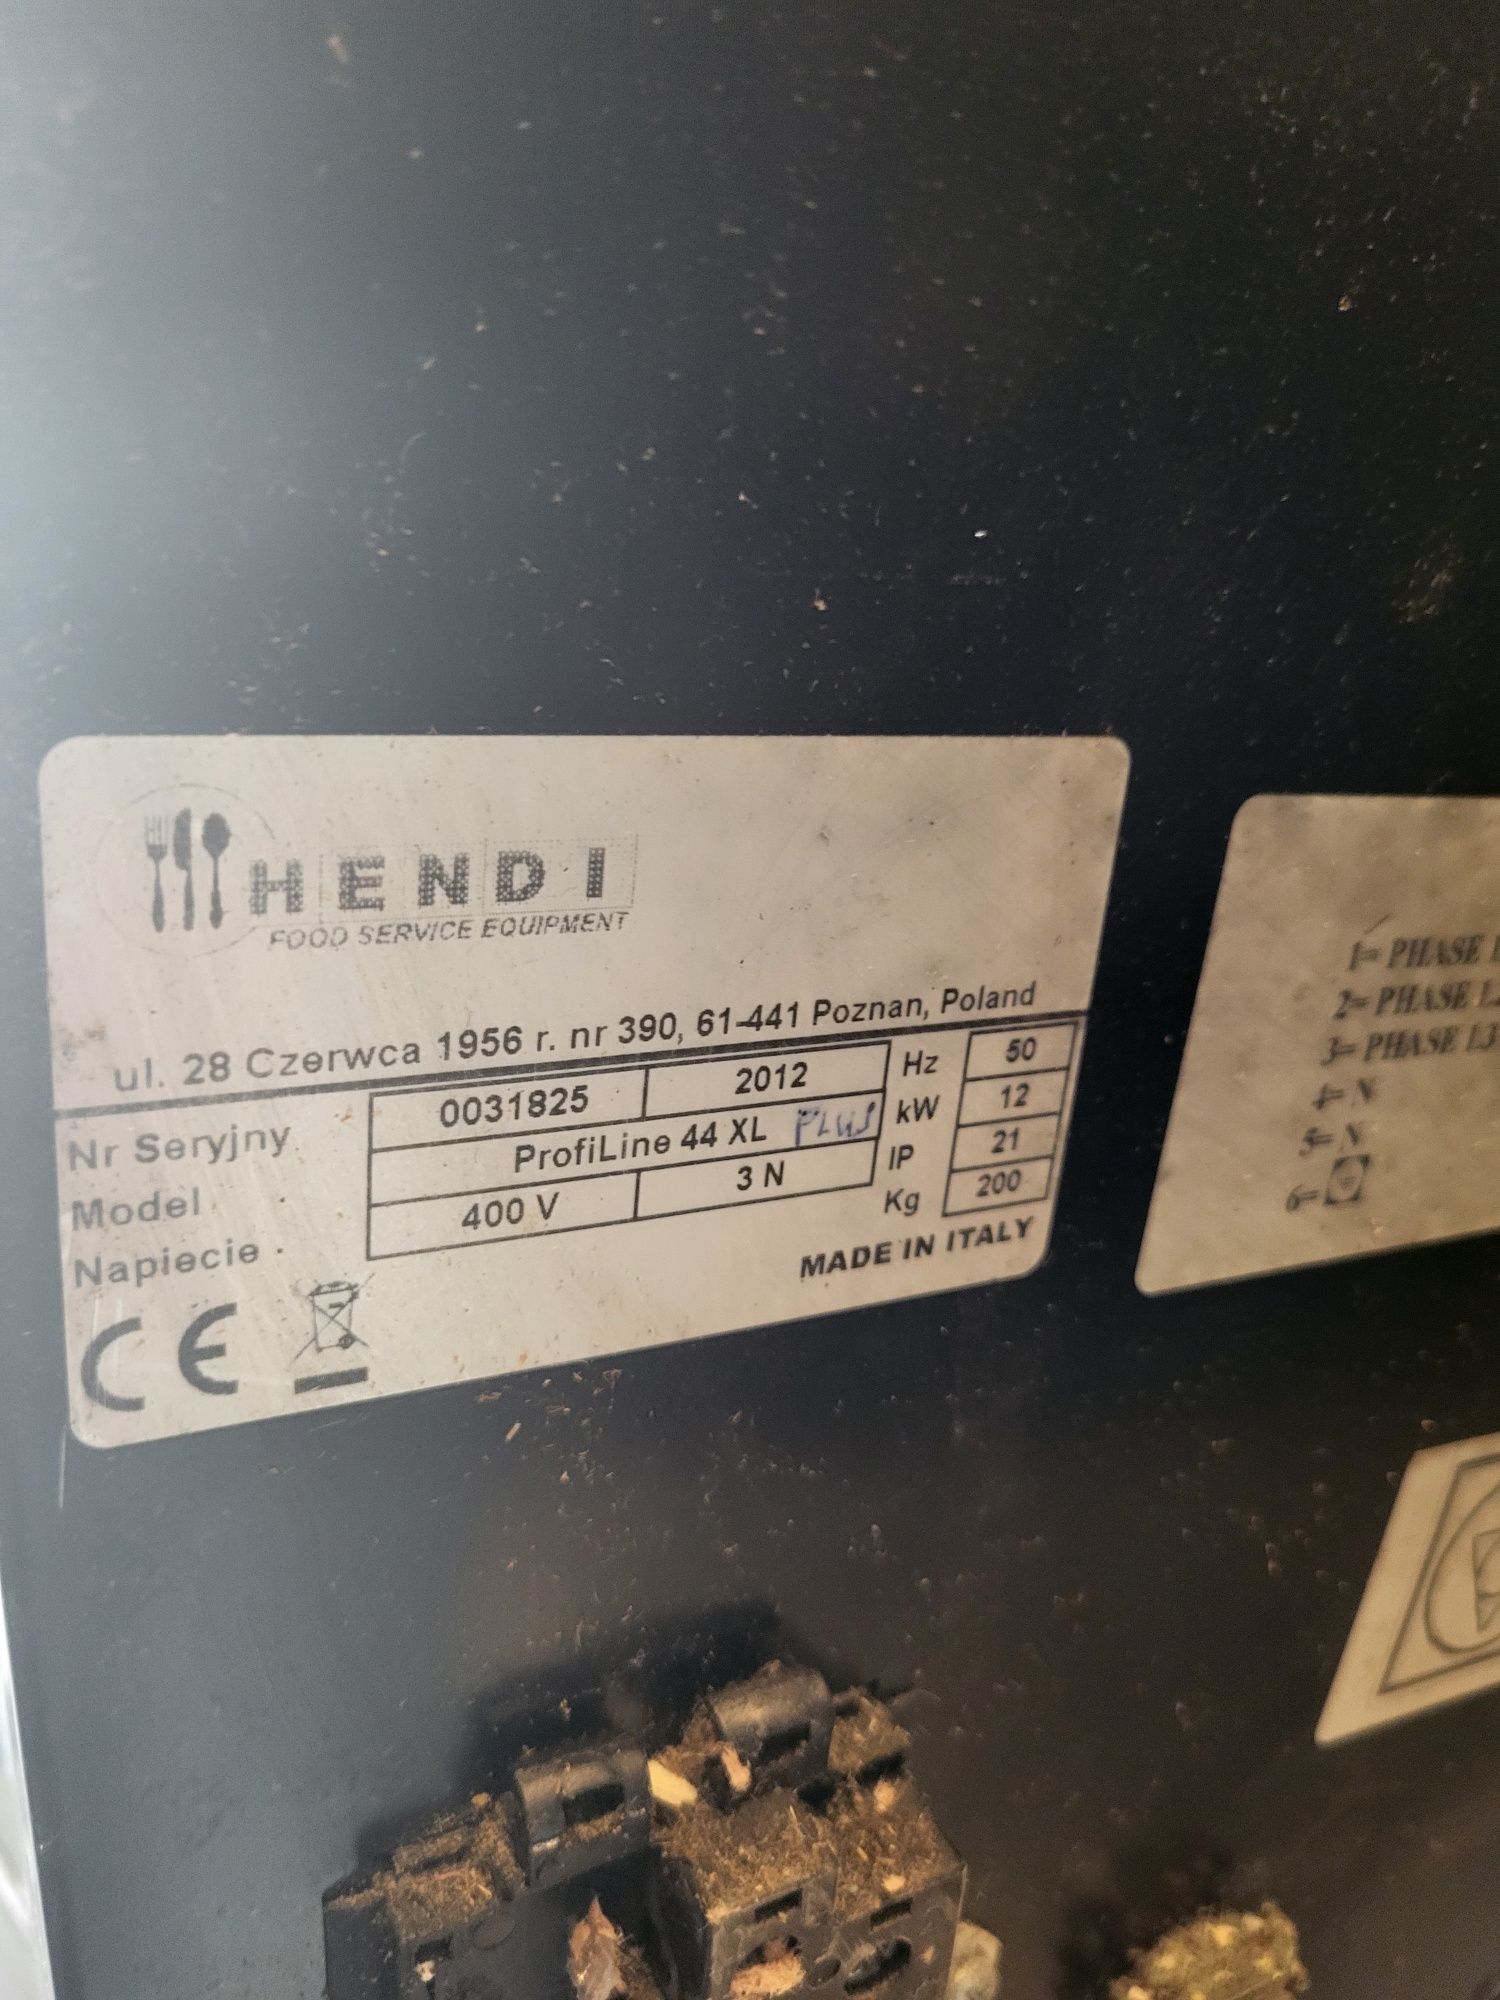 HENDI
FOOD SERVICE EQUIPMENT
ul. 28 Czerwca 1956 r. nr 390, 61-441 Poznan, Poland
Nr Seryjny 0031825 2012 Hz 50
Model ProfiLine 44 XL PLUS kW 12
Napiecie 400 V 3 N IP 21
Kg 200
MADE IN ITALY
CE
1= PHASE
2= PHASE
3= PHASE L3
4= N
5= N
6=